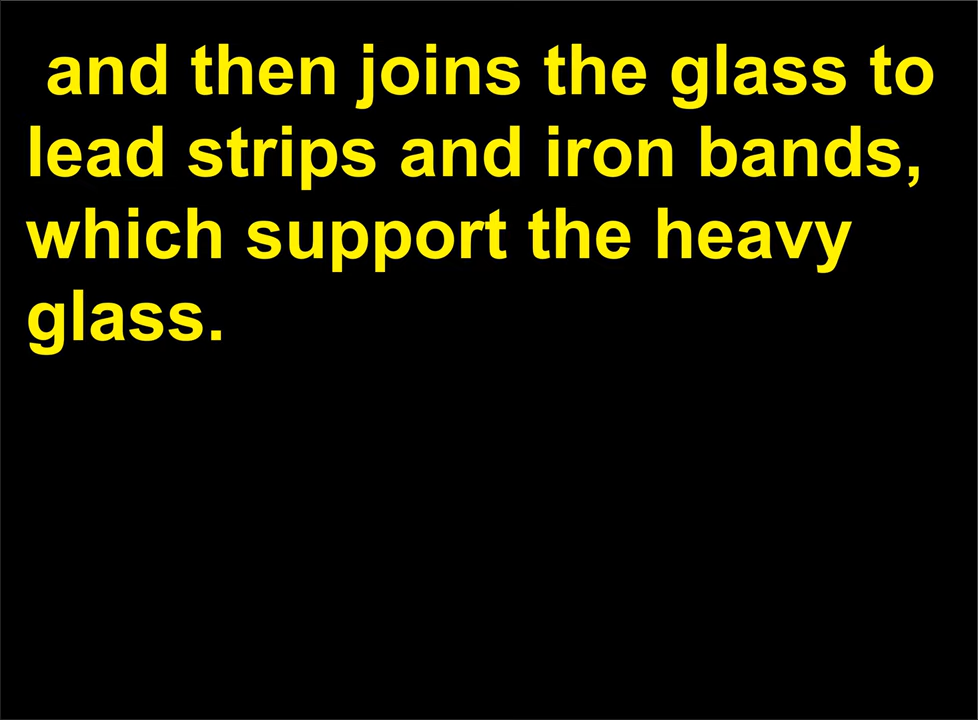 and then joins the glass to
lead strips and iron bands,
which support the heavy
glass.